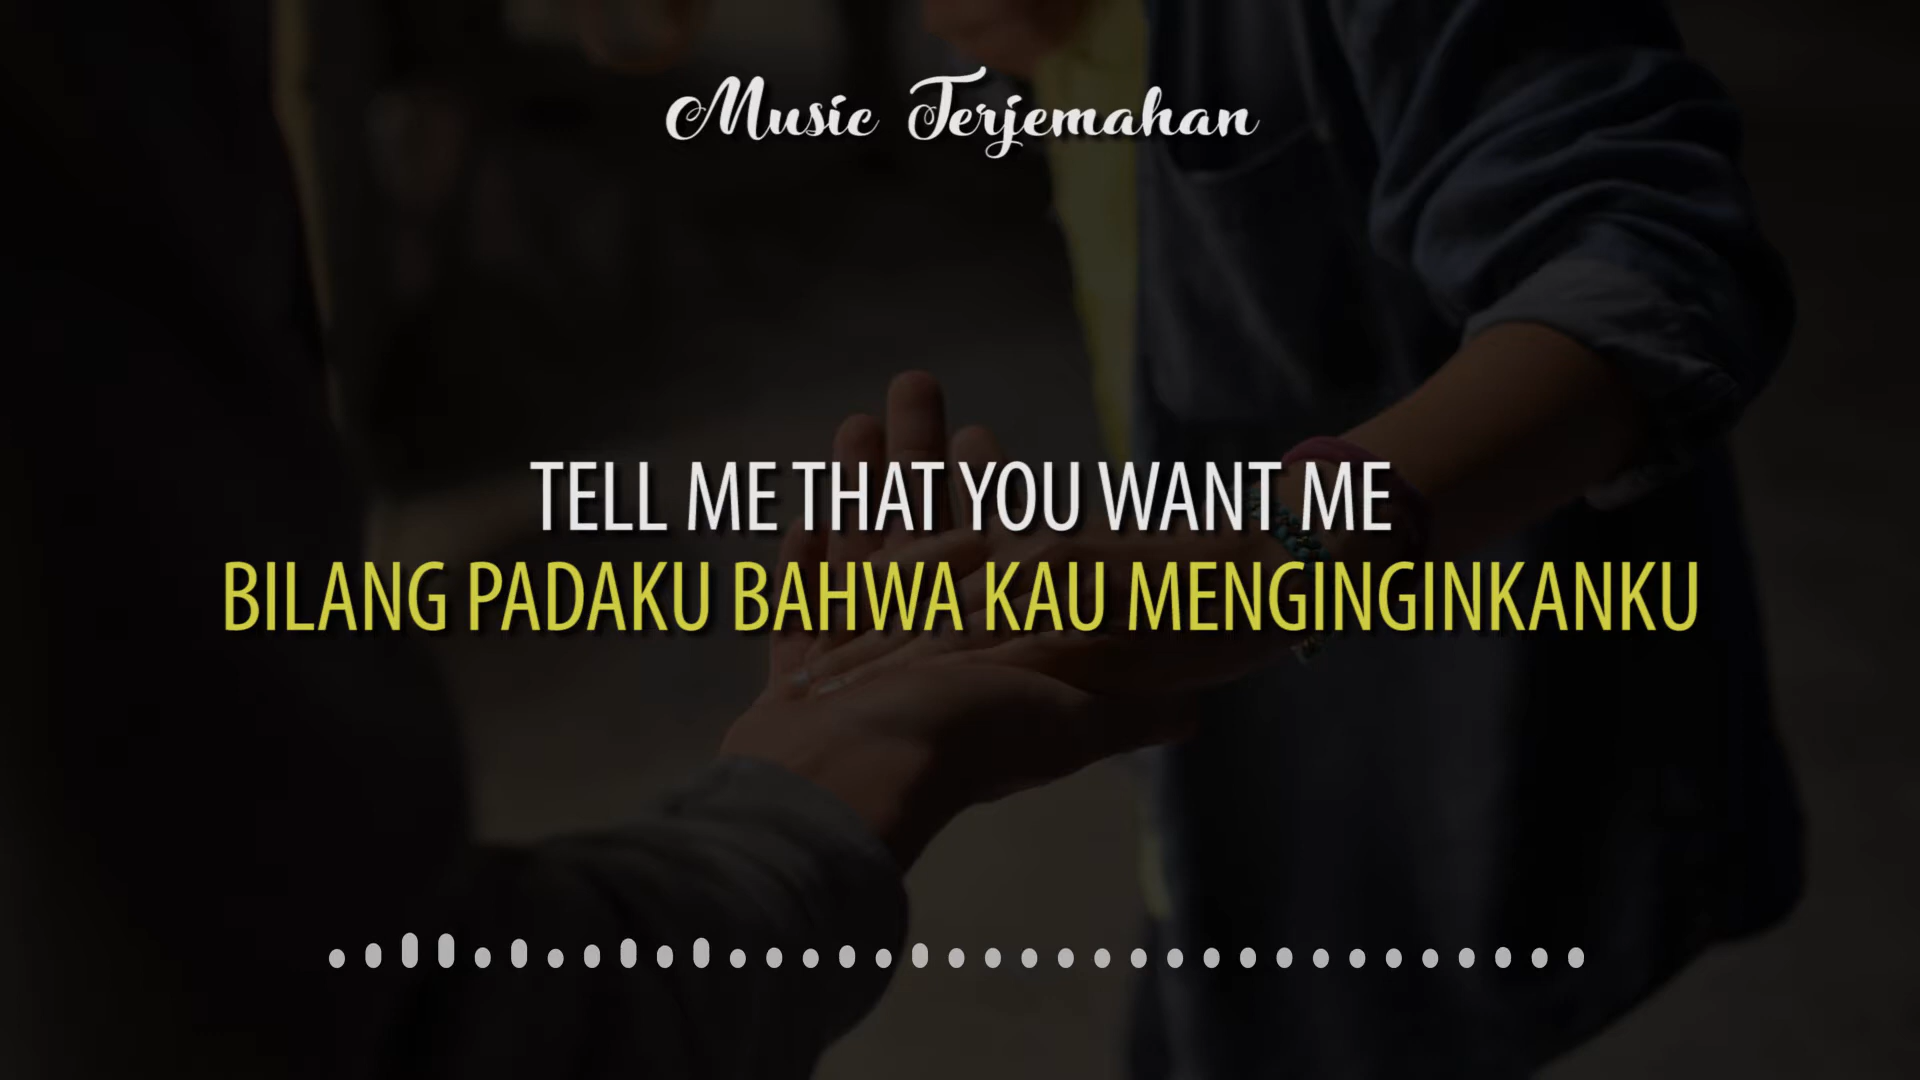 Music Terjemahan
TELL ME THAT YOU WANT ME
BILANG PADAKU BAHWA KAU MENGINGINKANKU